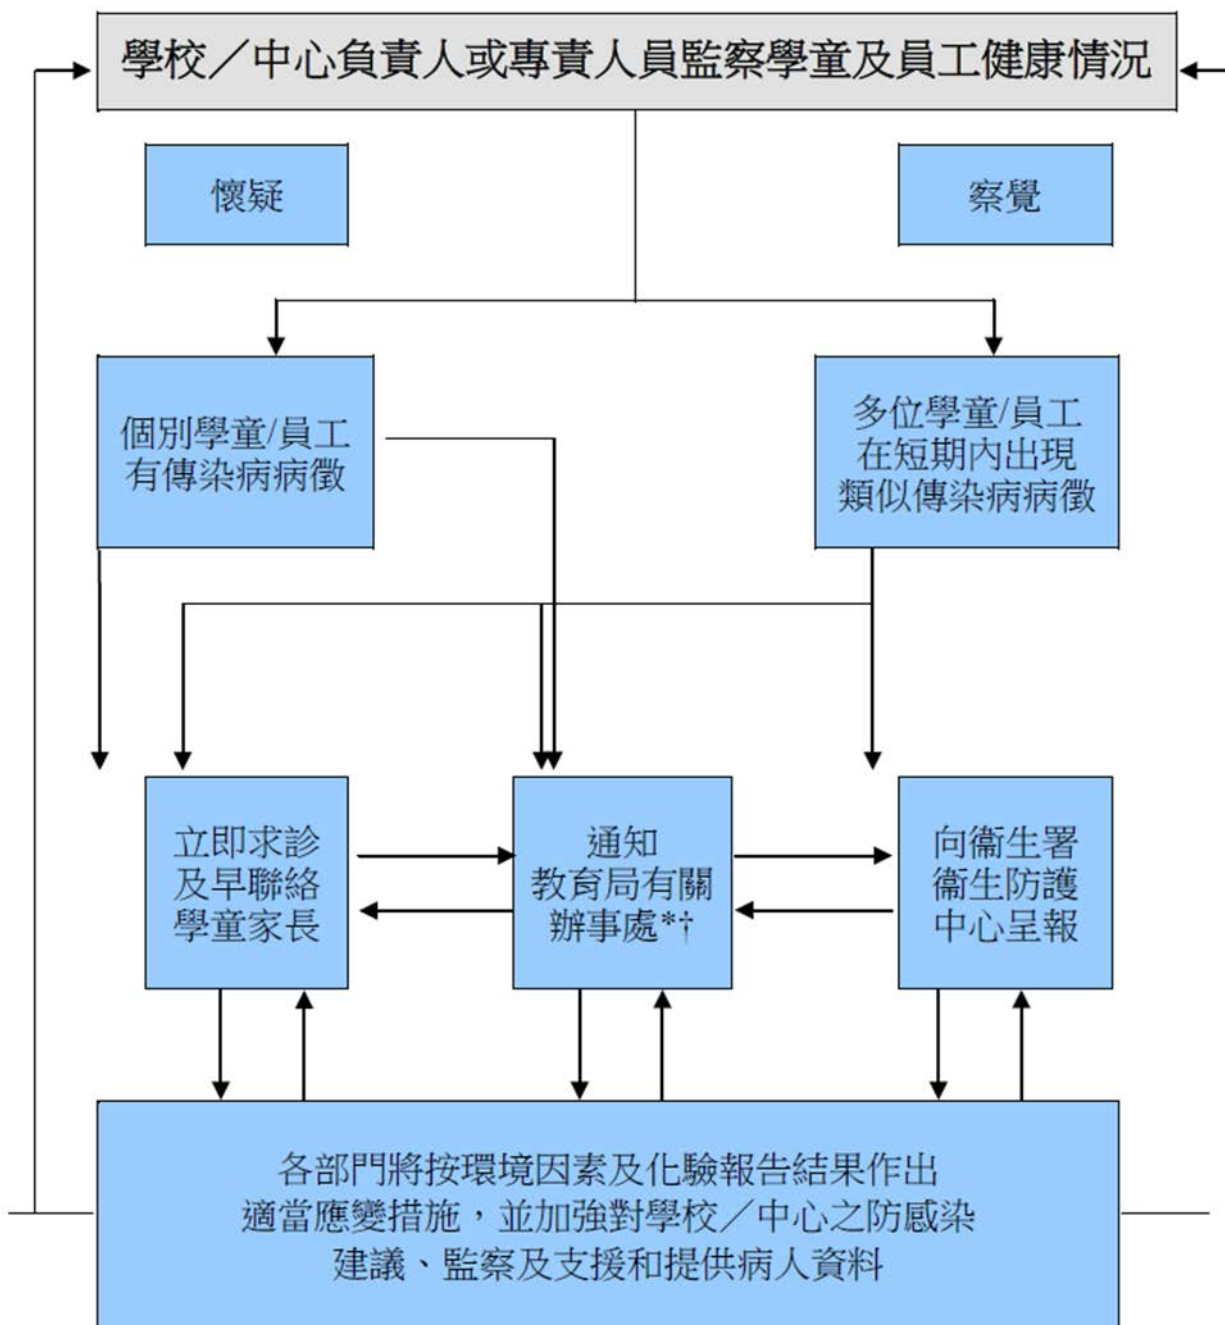 學校／中心負責人或專責人員監察學童及員工健康情況
懷疑
察覺
個別學童/員工
有傳染病病徵
多位學童/員工
在短期內出現
類似傳染病病徵
立即求診
及早聯絡
學童家長
通知
教育局有關
辦事處*†
向衞生署
衞生防護
中心呈報
各部門將按環境因素及化驗報告結果作出
適當應變措施，並加強對學校／中心之防感染
建議、監察及支援和提供病人資料